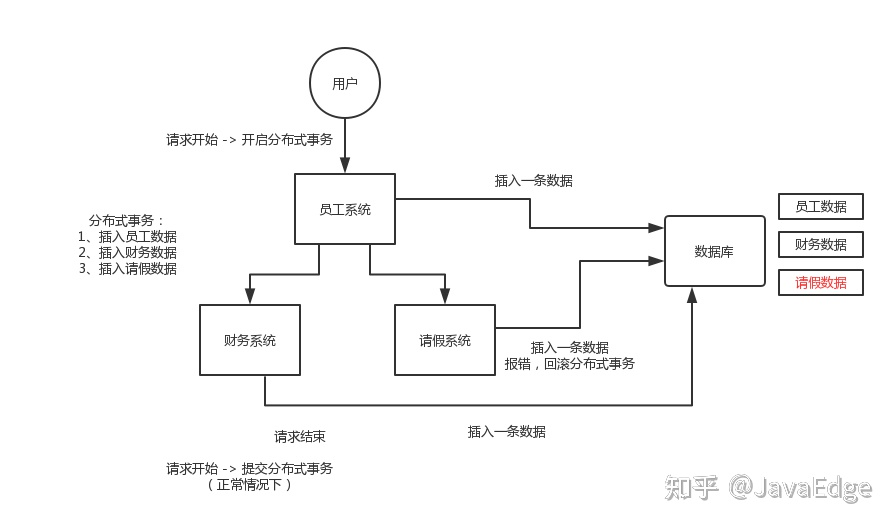 用户
请求开始 -> 开启分布式事务
员工系统
插入一条数据
分布式事务：
1、插入员工数据
2、插入财务数据
3、插入请假数据
数据库
员工数据
财务数据
请假数据
财务系统
请假系统
插入一条数据
报错，回滚分布式事务
请求结束
插入一条数据
请求开始 -> 提交分布式事务
（正常情况下）
知乎 @JavaEdge